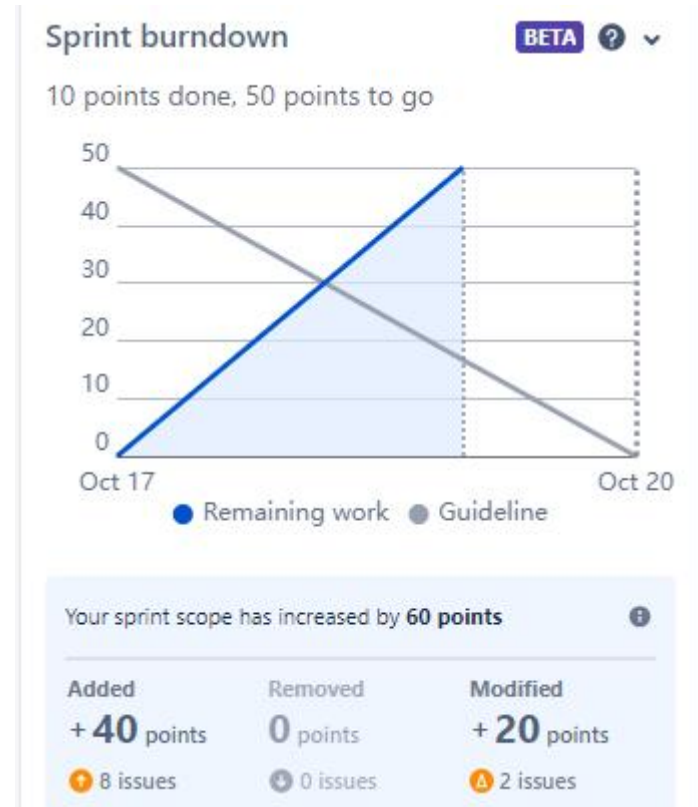 Sprint burndown BETA ?
10 points done, 50 points to go
50
40
30
20
10
0
Oct 17 Oct 20
Remaining work Guideline
Your sprint scope has increased by 60 points
Added Removed Modified
+40 points 0 points +20 points
8 issues 0 issues 2 issues